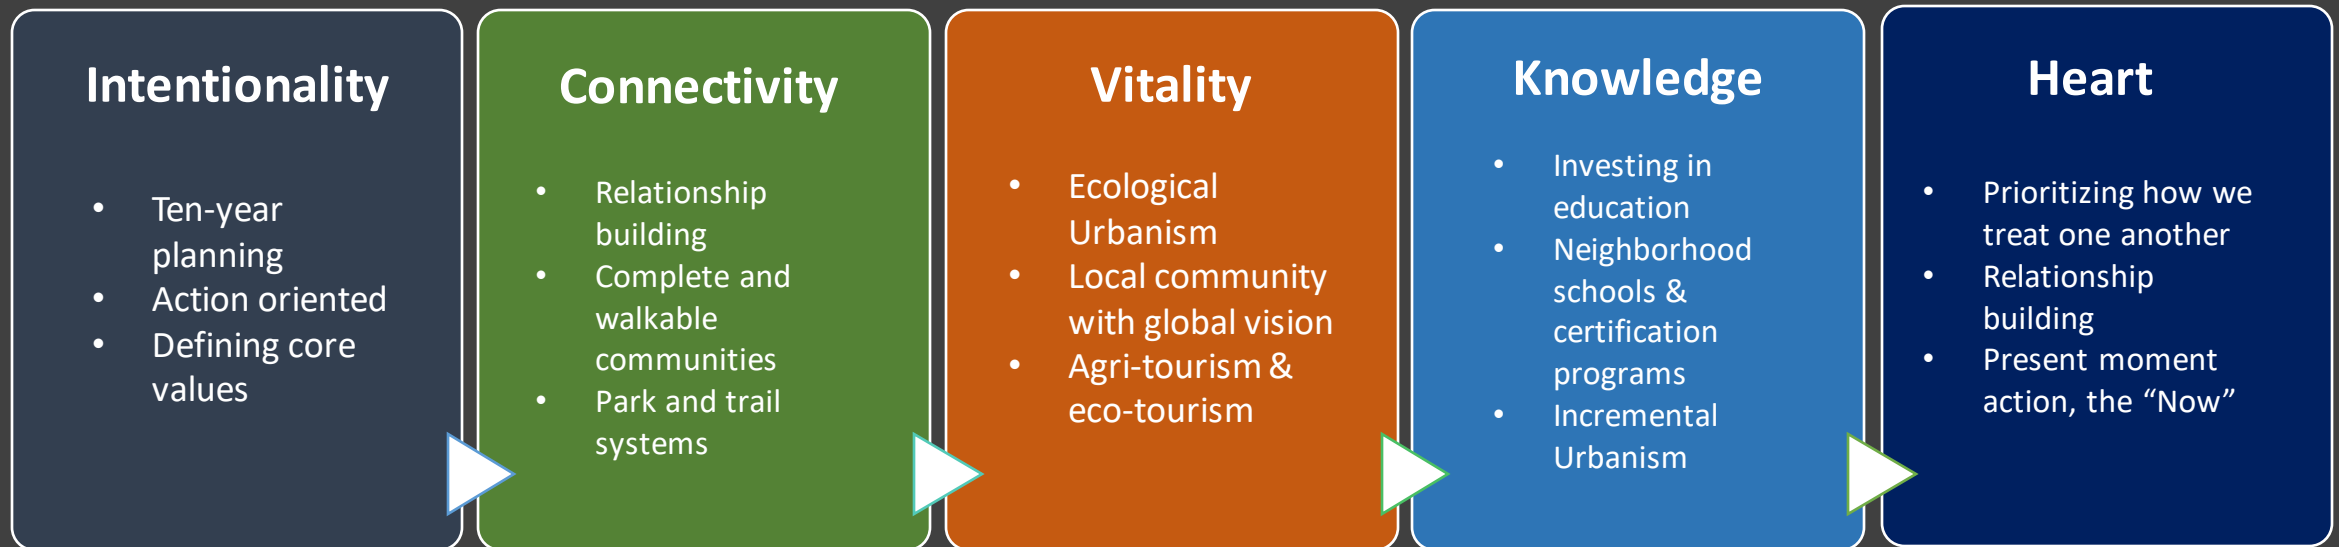 Intentionality
• Ten-year
planning
• Action oriented
• Defining core
values
Connectivity
• Relationship
building
• Complete and
walkable
communities
• Park and trail
systems
Vitality
• Ecological
Urbanism
• Local community
with global vision
• Agri-tourism &
eco-tourism
Knowledge
• Investing in
education
• Neighborhood
schools &
certification
programs
• Incremental
Urbanism
Heart
• Prioritizing how we
treat one another
• Relationship
building
• Present moment
action, the “Now”